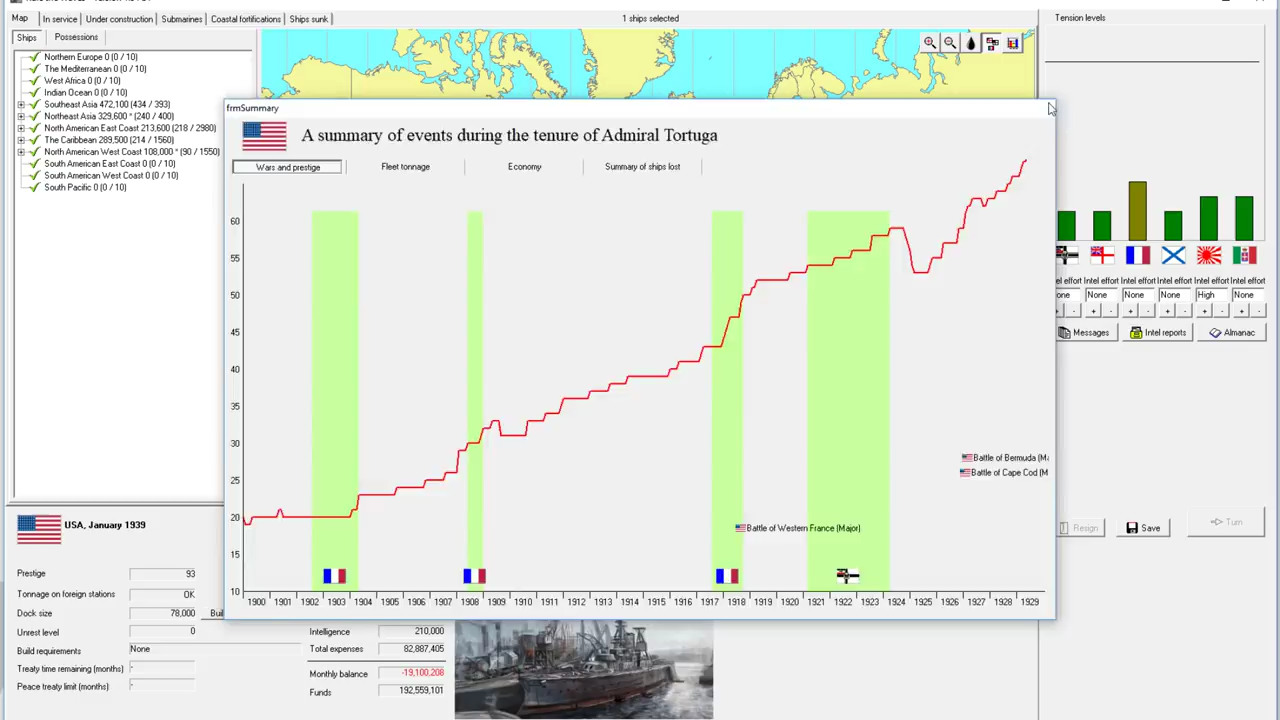 Map In service Under construction Submarines Coastal fortifications Ships sunk 1 ships selected Tension levels
Ships Possessions
Northern Europe 0 (0 / 10)
The Mediterranean 0 (0 / 10)
West Africa 0 (0 / 10)
Indian Ocean 0 (0 / 10)
Southeast Asia 472,100 (434 / 393)
Northeast Asia 329,600 * (240 / 400)
North American East Coast 213,600 (218 / 2980)
The Caribbean 289,500 (214 / 1560)
North American West Coast 108,000 * (90 / 1550)
South American East Coast 0 (0 / 10)
South American West Coast 0 (0 / 10)
South Pacific 0 (0 / 10)
frmSummary
A summary of events during the tenure of Admiral Tortuga
Wars and prestige Fleet tonnage Economy Summary of ships lost
60
55
50
45
40
35
30
25
20
15
10
Battle of Bermuda (Ma
Battle of Cape Cod (M
Battle of Western France (Major)
1900 1901 1902 1903 1904 1905 1906 1907 1908 1909 1910 1911 1912 1913 1914 1915 1916 1917 1918 1919 1920 1921 1922 1923 1924 1925 1926 1927 1928 1929
el effort Intel effort Intel effort Intel effort Intel effort Intel effort
one None None None High None
+ - + - + - + - + - + -
Messages Intel reports Almanac
Resign Save Turn
USA, January 1939
Prestige 93
Tonnage on foreign stations OK
Dock size 78,000 Buil
Unrest level 0
Build requirements None
Treaty time remaining (months) -
Peace treaty limit (months) -
Intelligence 210,000
Total expenses 82,887,405
Monthly balance -19,100,208
Funds 192,559,101